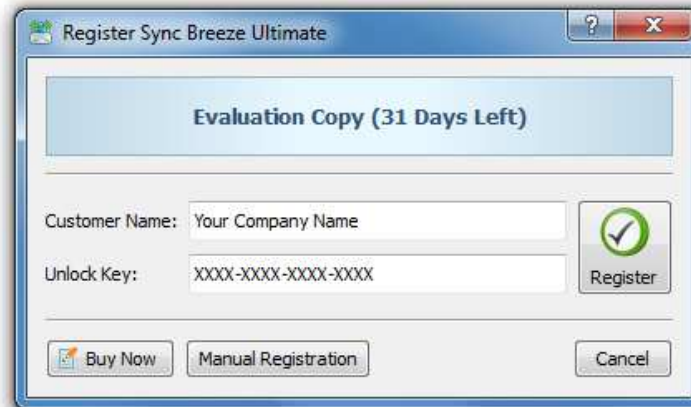 Register Sync Breeze Ultimate
?
X
Evaluation Copy (31 Days Left)
Customer Name: Your Company Name
Unlock Key: XXXX-XXXX-XXXX-XXXX
Register
Buy Now Manual Registration Cancel